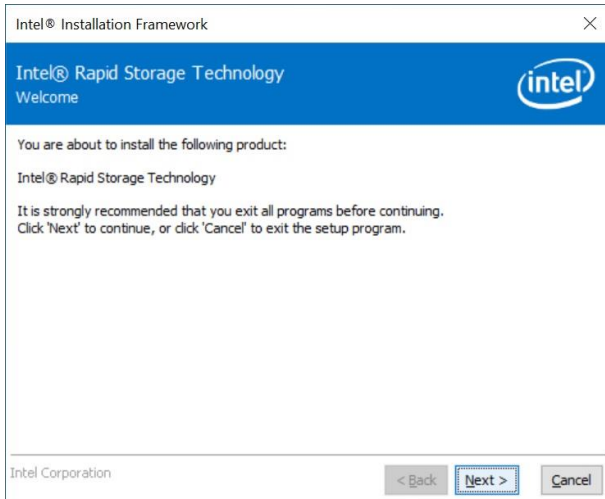 Intel® Installation Framework
Intel® Rapid Storage Technology
Welcome
intel
You are about to install the following product:
Intel® Rapid Storage Technology
It is strongly recommended that you exit all programs before continuing.
Click 'Next' to continue, or click 'Cancel' to exit the setup program.
Intel Corporation
< Back Next > Cancel